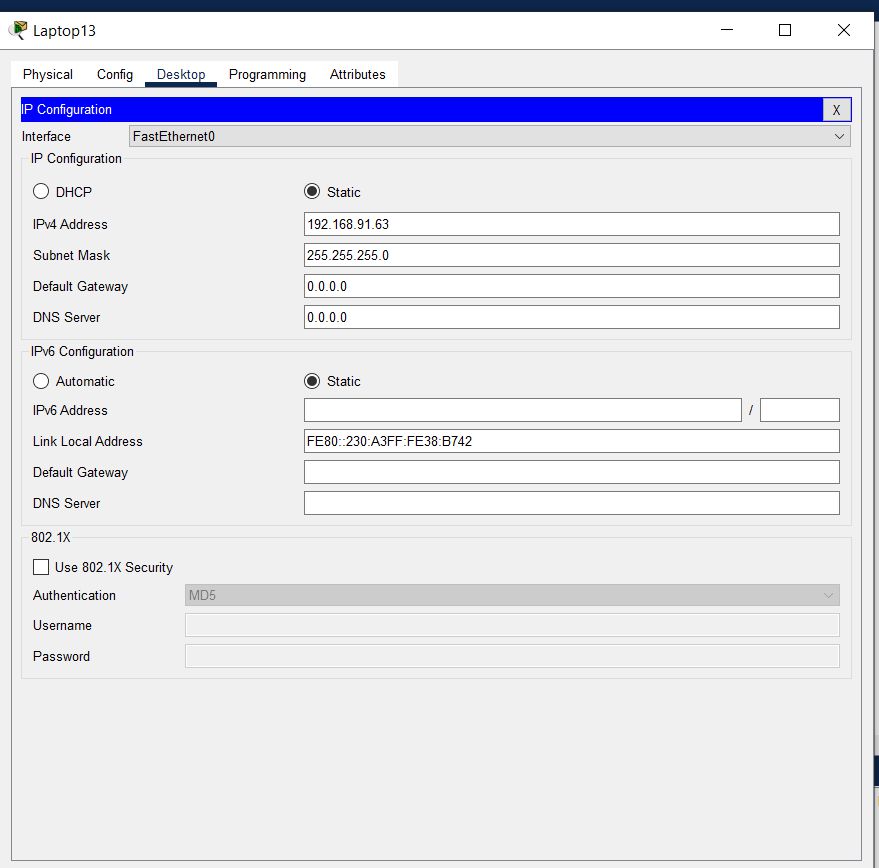 Laptop13
Physical Config Desktop Programming Attributes
IP Configuration X
Interface FastEthernet0
IP Configuration
DHCP Static
IPv4 Address 192.168.91.63
Subnet Mask 255.255.255.0
Default Gateway 0.0.0.0
DNS Server 0.0.0.0
IPv6 Configuration
Automatic Static
IPv6 Address /
Link Local Address FE80::230:A3FF:FE38:B742
Default Gateway
DNS Server
802.1X
Use 802.1X Security
Authentication MD5
Username
Password